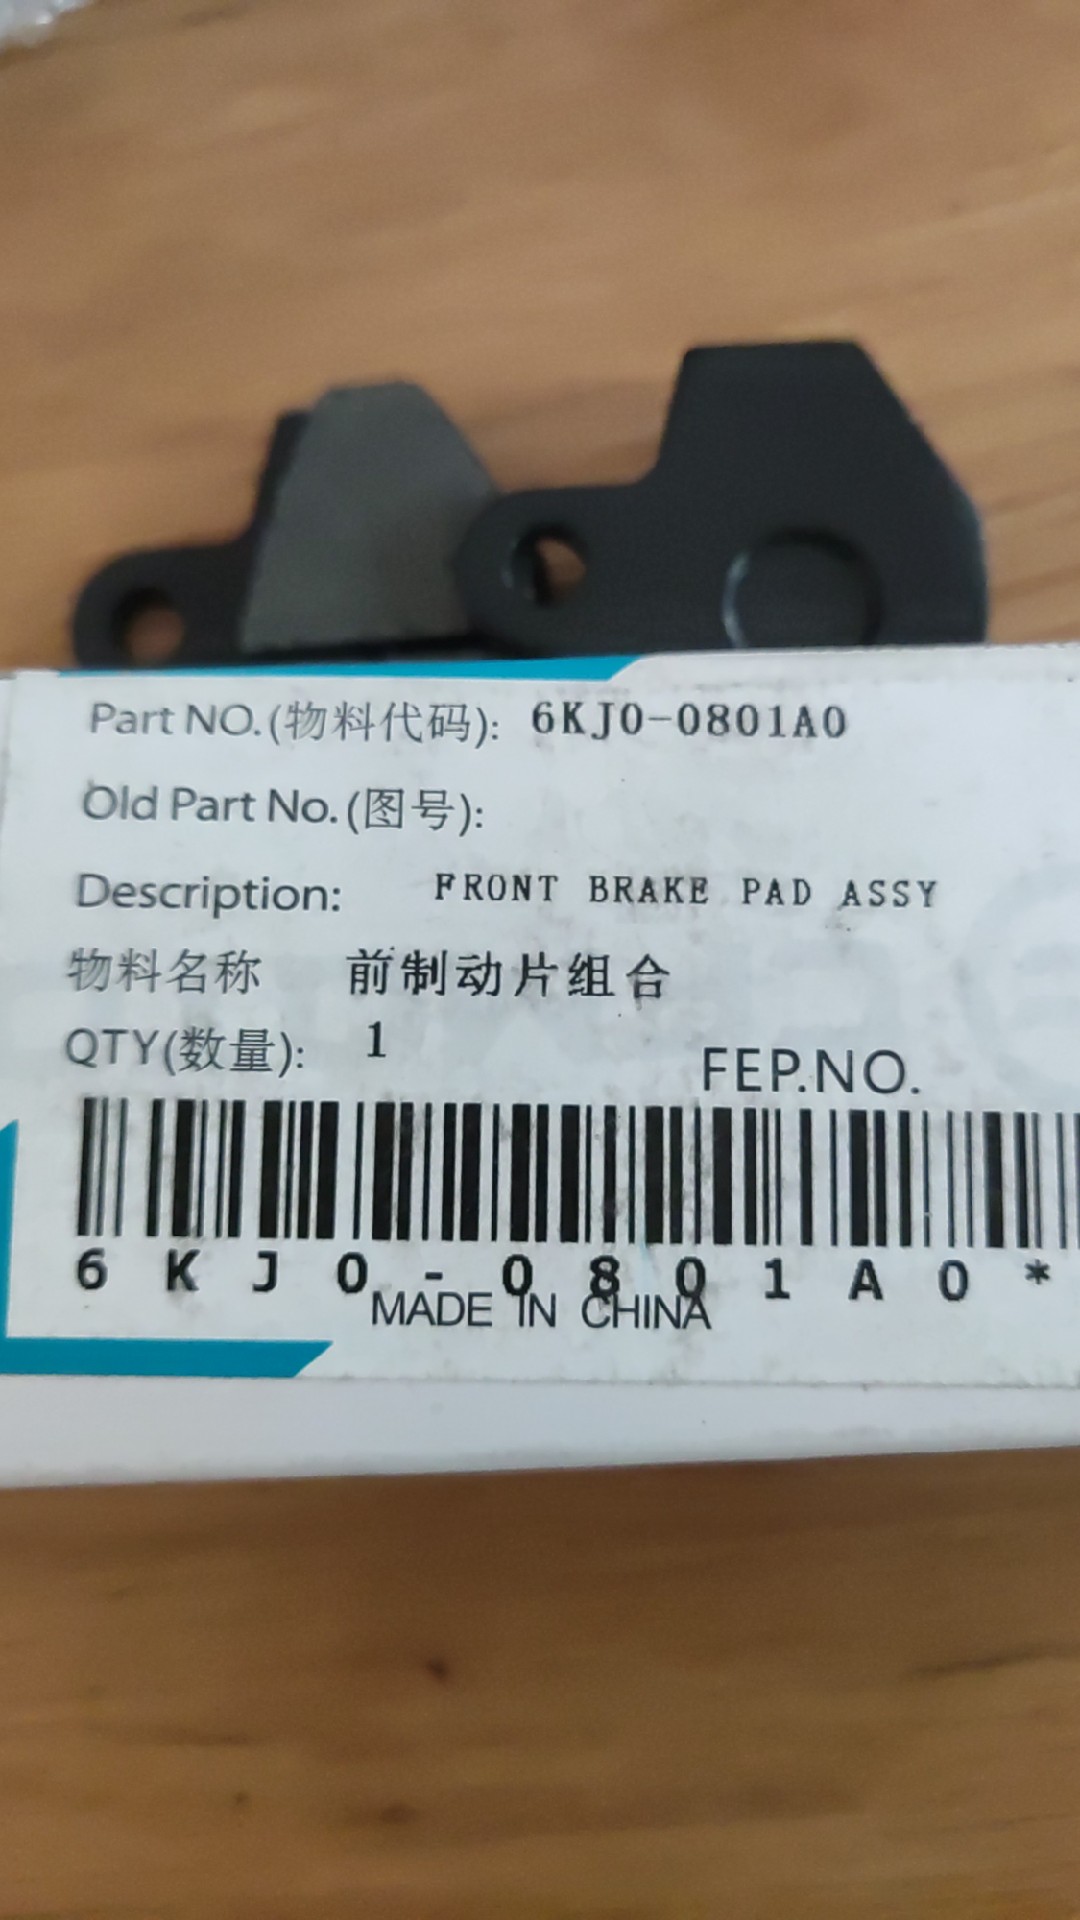 Part NO.(物料代码): 6KJ0-0801A0
Old Part No.(图号):
Description: FRONT BRAKE PAD ASSY
物料名称 前制动片组合
QTY(数量): 1
FEP.NO.
6KJ0-0801A0*
MADE IN CHINA